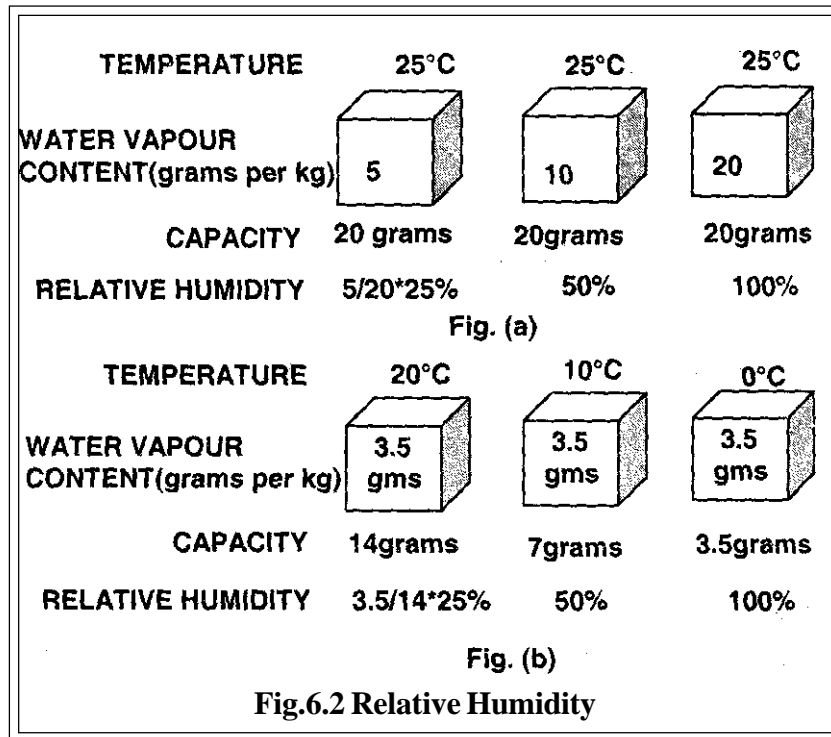 TEMPERATURE 25°C 25°C 25°C
WATER VAPOUR
CONTENT(grams per kg) 5 10 20
CAPACITY 20 grams 20grams 20grams
RELATIVE HUMIDITY 5/20*25% 50% 100%
Fig. (a)
TEMPERATURE 20°C 10°C 0°C
WATER VAPOUR 3.5 3.5 3.5
CONTENT(grams per kg) gms gms gms
CAPACITY 14grams 7grams 3.5grams
RELATIVE HUMIDITY 3.5/14*25% 50% 100%
Fig. (b)
Fig.6.2 Relative Humidity